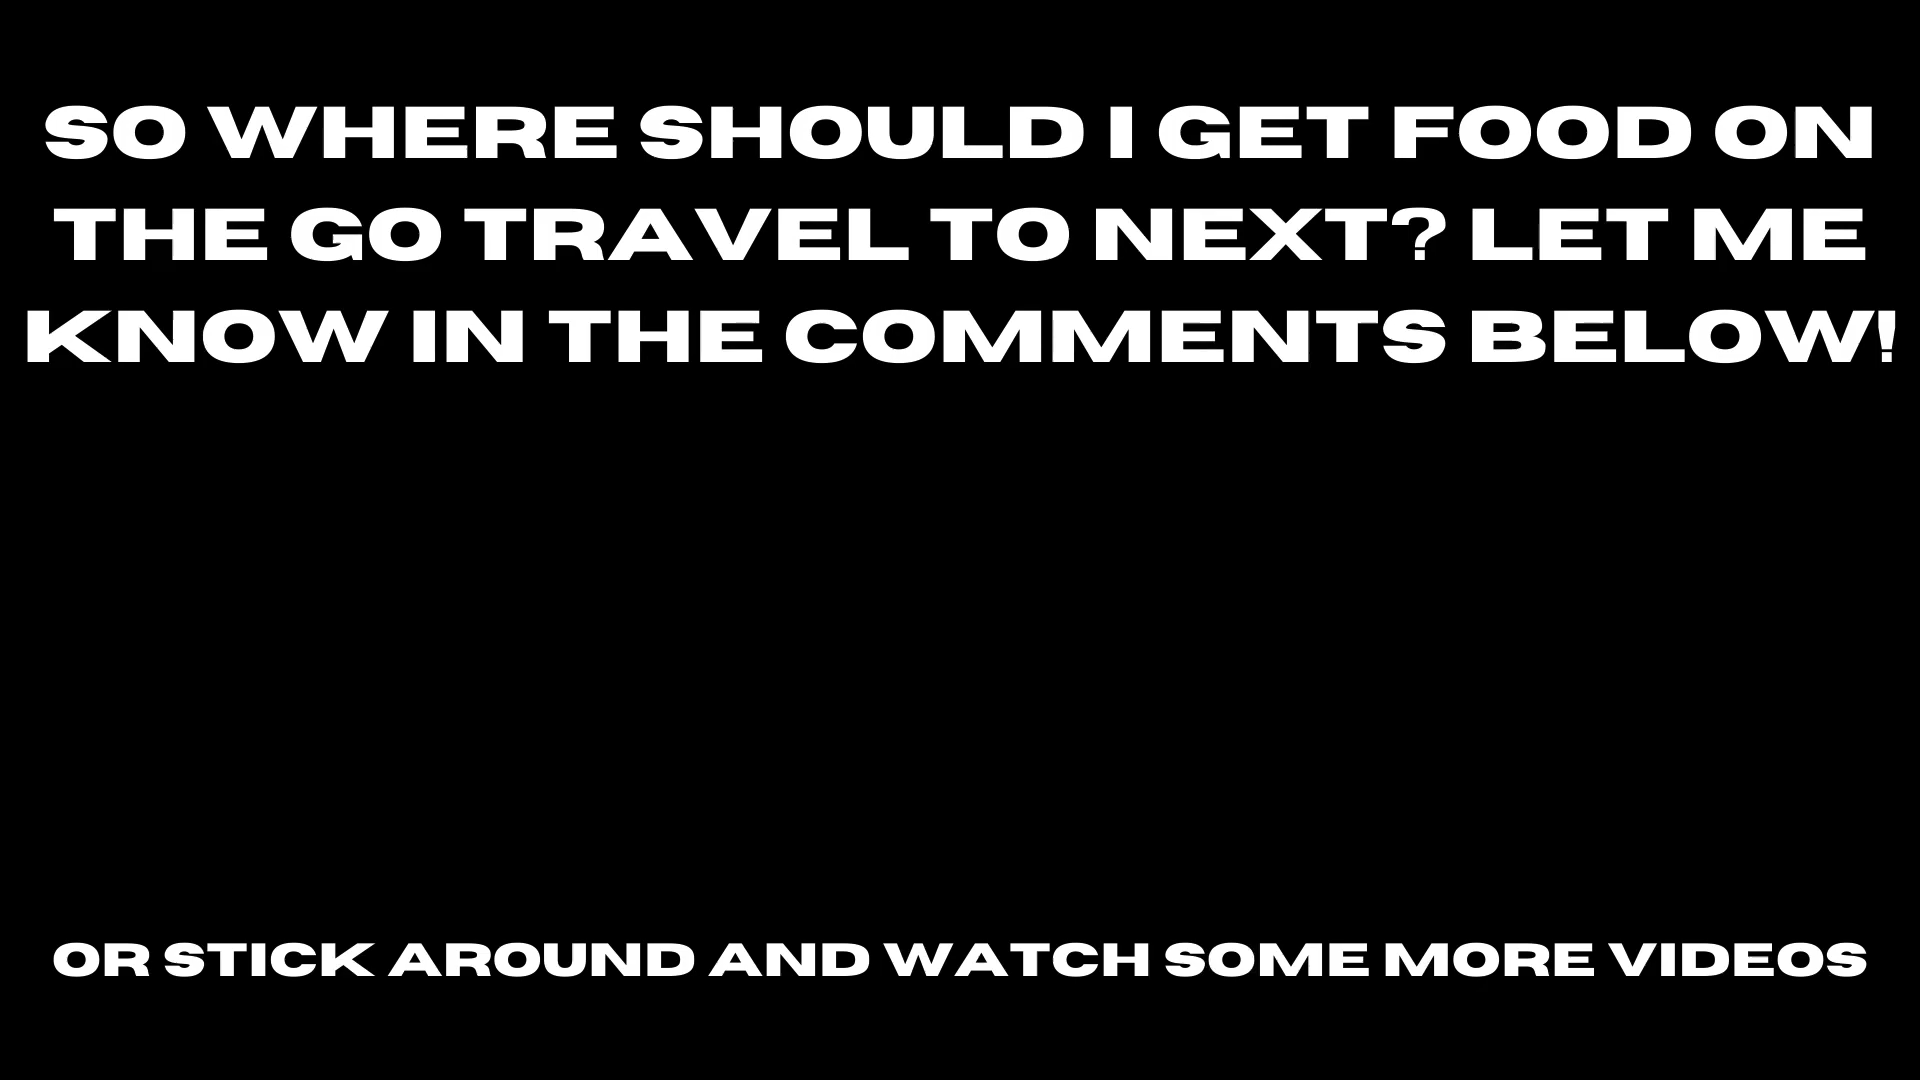 SO WHERE SHOULD I GET FOOD ON
THE GO TRAVEL TO NEXT? LET ME
KNOW IN THE COMMENTS BELOW!
OR STICK AROUND AND WATCH SOME MORE VIDEOS